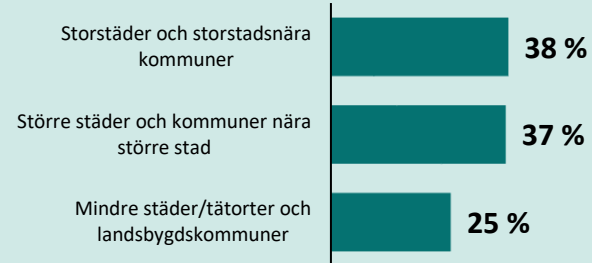 Storstäder och storstadsnära
kommuner
38 %
Större städer och kommuner nära
större stad
37 %
Mindre städer/tätorter och
landsbygdskommuner
25 %